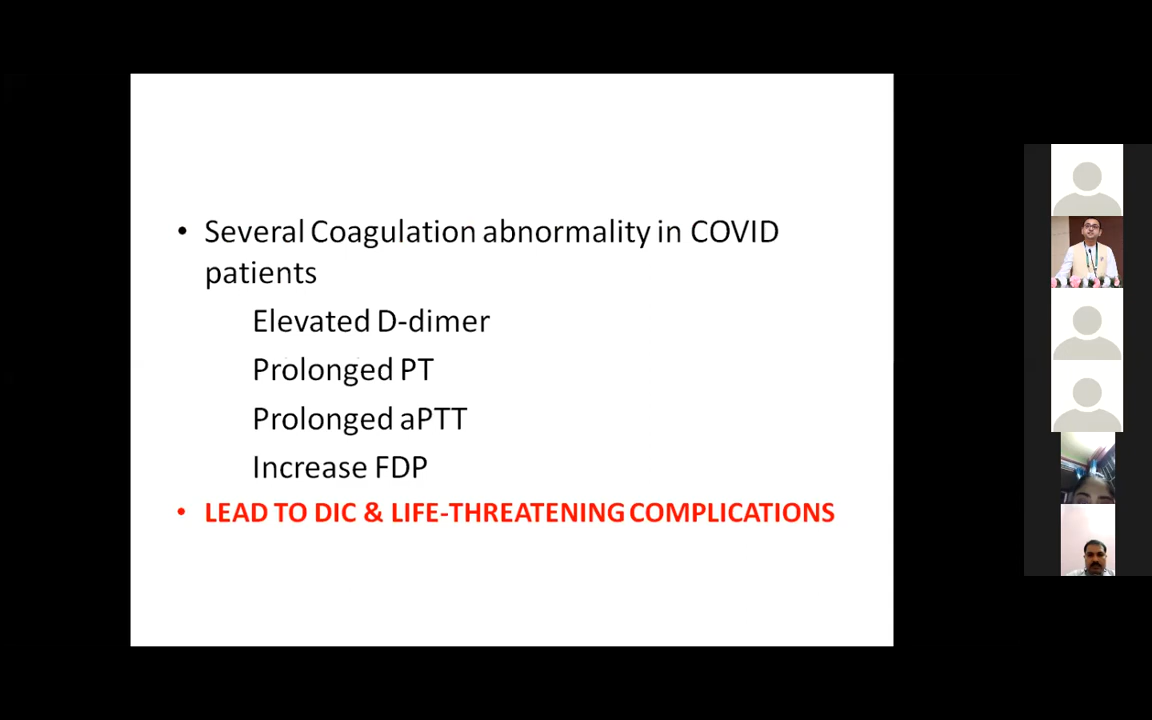 • Several Coagulation abnormality in COVID
patients
Elevated D-dimer
Prolonged PT
Prolonged aPTT
Increase FDP
• LEAD TO DIC & LIFE-THREATENING COMPLICATIONS